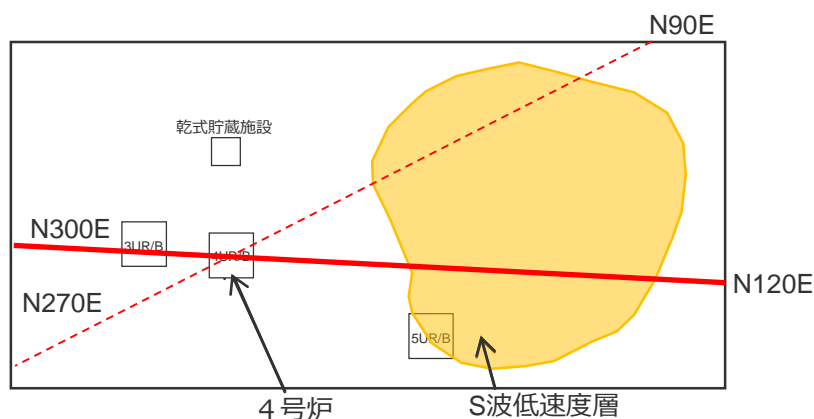 N90E
乾式貯蔵施設
N300E
3UR/B
4UR/B
N120E
N270E
5UR/B
4号炉
S波低速度層